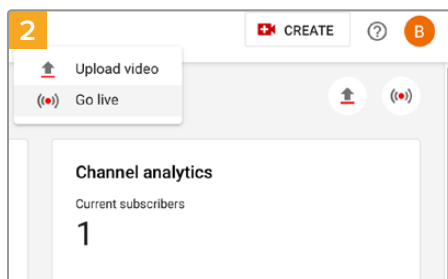 2
CREATE
B
Upload video
Go live
Channel analytics
Current subscribers
1